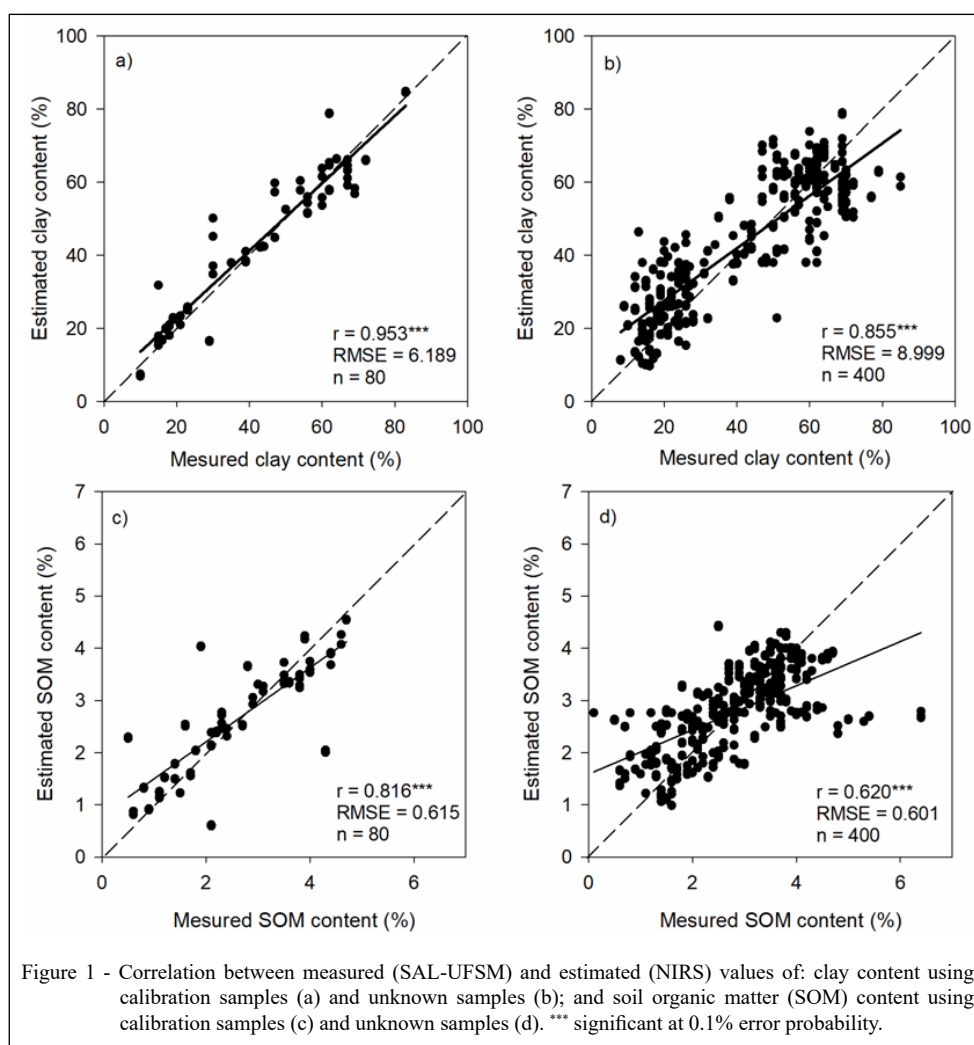 100
80
60
40
20
0
Estimated clay content (%)
a)
r = 0.953***
RMSE = 6.189
n = 80
0 20 40 60 80 100
Mesured clay content (%)
100
80
60
40
20
0
Estimated clay content (%)
b)
r = 0.855***
RMSE = 8.999
n = 400
0 20 40 60 80 100
Mesured clay content (%)
7
6
5
4
3
2
1
0
Estimated SOM content (%)
c)
r = 0.816***
RMSE = 0.615
n = 80
0 2 4 6
Mesured SOM content (%)
7
6
5
4
3
2
1
0
Estimated SOM content (%)
d)
r = 0.620***
RMSE = 0.601
n = 400
0 2 4 6
Mesured SOM content (%)
Figure 1 - Correlation between measured (SAL-UFSM) and estimated (NIRS) values of: clay content using
calibration samples (a) and unknown samples (b); and soil organic matter (SOM) content using
calibration samples (c) and unknown samples (d). *** significant at 0.1% error probability.